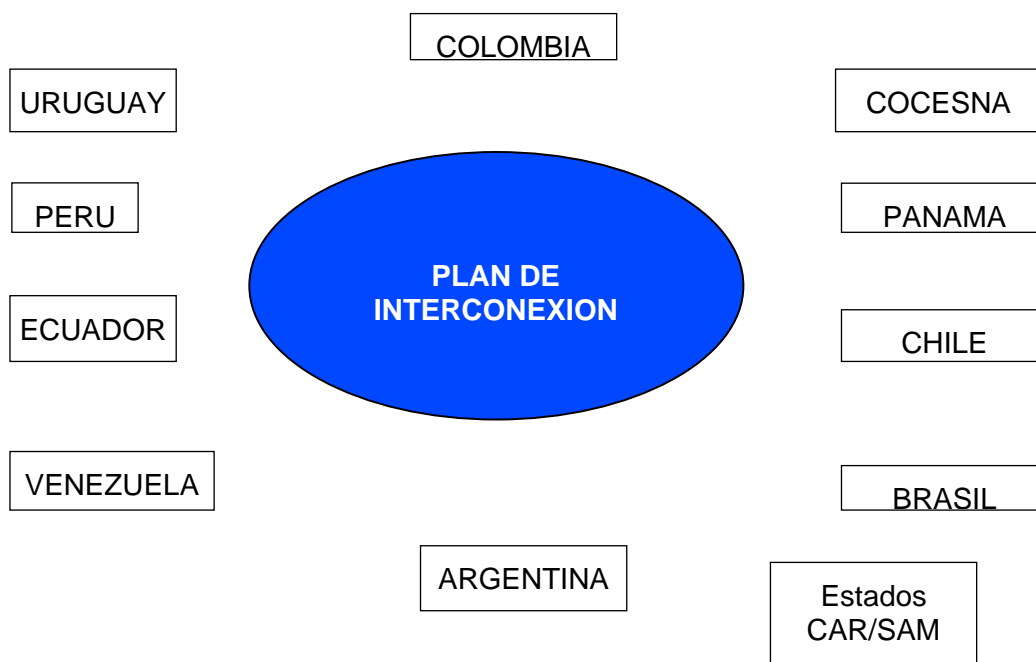 COLOMBIA
URUGUAY
COCESNA
PERU
PANAMA
PLAN DE
INTERCONEXION
ECUADOR
CHILE
VENEZUELA
BRASIL
ARGENTINA
Estados
CAR/SAM